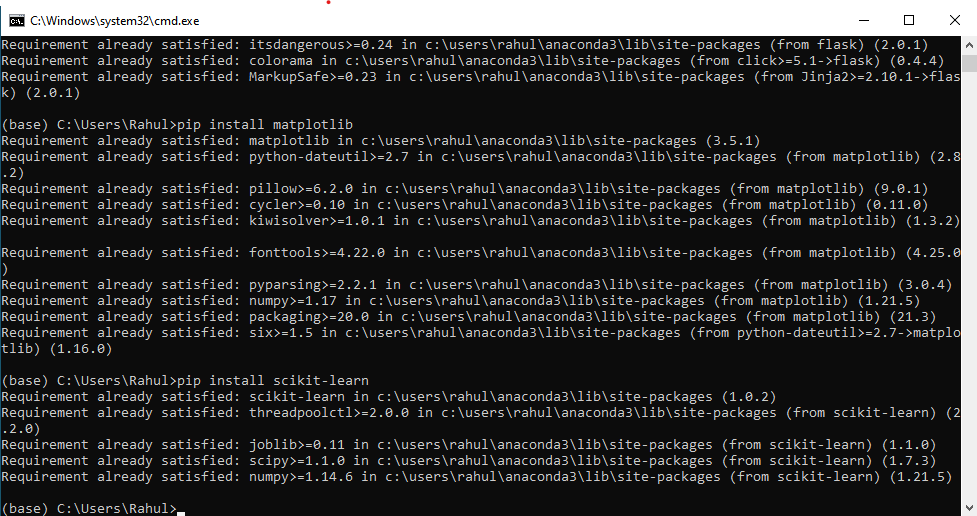 C:\Windows\system32\cmd.exe
Requirement already satisfied: itsdangerous>=0.24 in c:\users\rahul\anaconda3\lib\site-packages (from flask) (2.0.1)
Requirement already satisfied: colorama in c:\users\rahul\anaconda3\lib\site-packages (from click>=5.1->flask) (0.4.4)
Requirement already satisfied: MarkupSafe>=0.23 in c:\users\rahul\anaconda3\lib\site-packages (from Jinja2>=2.10.1->flas
k) (2.0.1)
(base) C:\Users\Rahul>pip install matplotlib
Requirement already satisfied: matplotlib in c:\users\rahul\anaconda3\lib\site-packages (3.5.1)
Requirement already satisfied: python-dateutil>=2.7 in c:\users\rahul\anaconda3\lib\site-packages (from matplotlib) (2.8
.2)
Requirement already satisfied: pillow>=6.2.0 in c:\users\rahul\anaconda3\lib\site-packages (from matplotlib) (9.0.1)
Requirement already satisfied: cycler>=0.10 in c:\users\rahul\anaconda3\lib\site-packages (from matplotlib) (0.11.0)
Requirement already satisfied: kiwisolver>=1.0.1 in c:\users\rahul\anaconda3\lib\site-packages (from matplotlib) (1.3.2)
Requirement already satisfied: fonttools>=4.22.0 in c:\users\rahul\anaconda3\lib\site-packages (from matplotlib) (4.25.0
)
Requirement already satisfied: pyparsing>=2.2.1 in c:\users\rahul\anaconda3\lib\site-packages (from matplotlib) (3.0.4)
Requirement already satisfied: numpy>=1.17 in c:\users\rahul\anaconda3\lib\site-packages (from matplotlib) (1.21.5)
Requirement already satisfied: packaging>=20.0 in c:\users\rahul\anaconda3\lib\site-packages (from matplotlib) (21.3)
Requirement already satisfied: six>=1.5 in c:\users\rahul\anaconda3\lib\site-packages (from python-dateutil>=2.7->matplo
tlib) (1.16.0)
(base) C:\Users\Rahul>pip install scikit-learn
Requirement already satisfied: scikit-learn in c:\users\rahul\anaconda3\lib\site-packages (1.0.2)
Requirement already satisfied: threadpoolctl>=2.0.0 in c:\users\rahul\anaconda3\lib\site-packages (from scikit-learn) (2
.2.0)
Requirement already satisfied: joblib>=0.11 in c:\users\rahul\anaconda3\lib\site-packages (from scikit-learn) (1.1.0)
Requirement already satisfied: scipy>=1.1.0 in c:\users\rahul\anaconda3\lib\site-packages (from scikit-learn) (1.7.3)
Requirement already satisfied: numpy>=1.14.6 in c:\users\rahul\anaconda3\lib\site-packages (from scikit-learn) (1.21.5)
(base) C:\Users\Rahul>